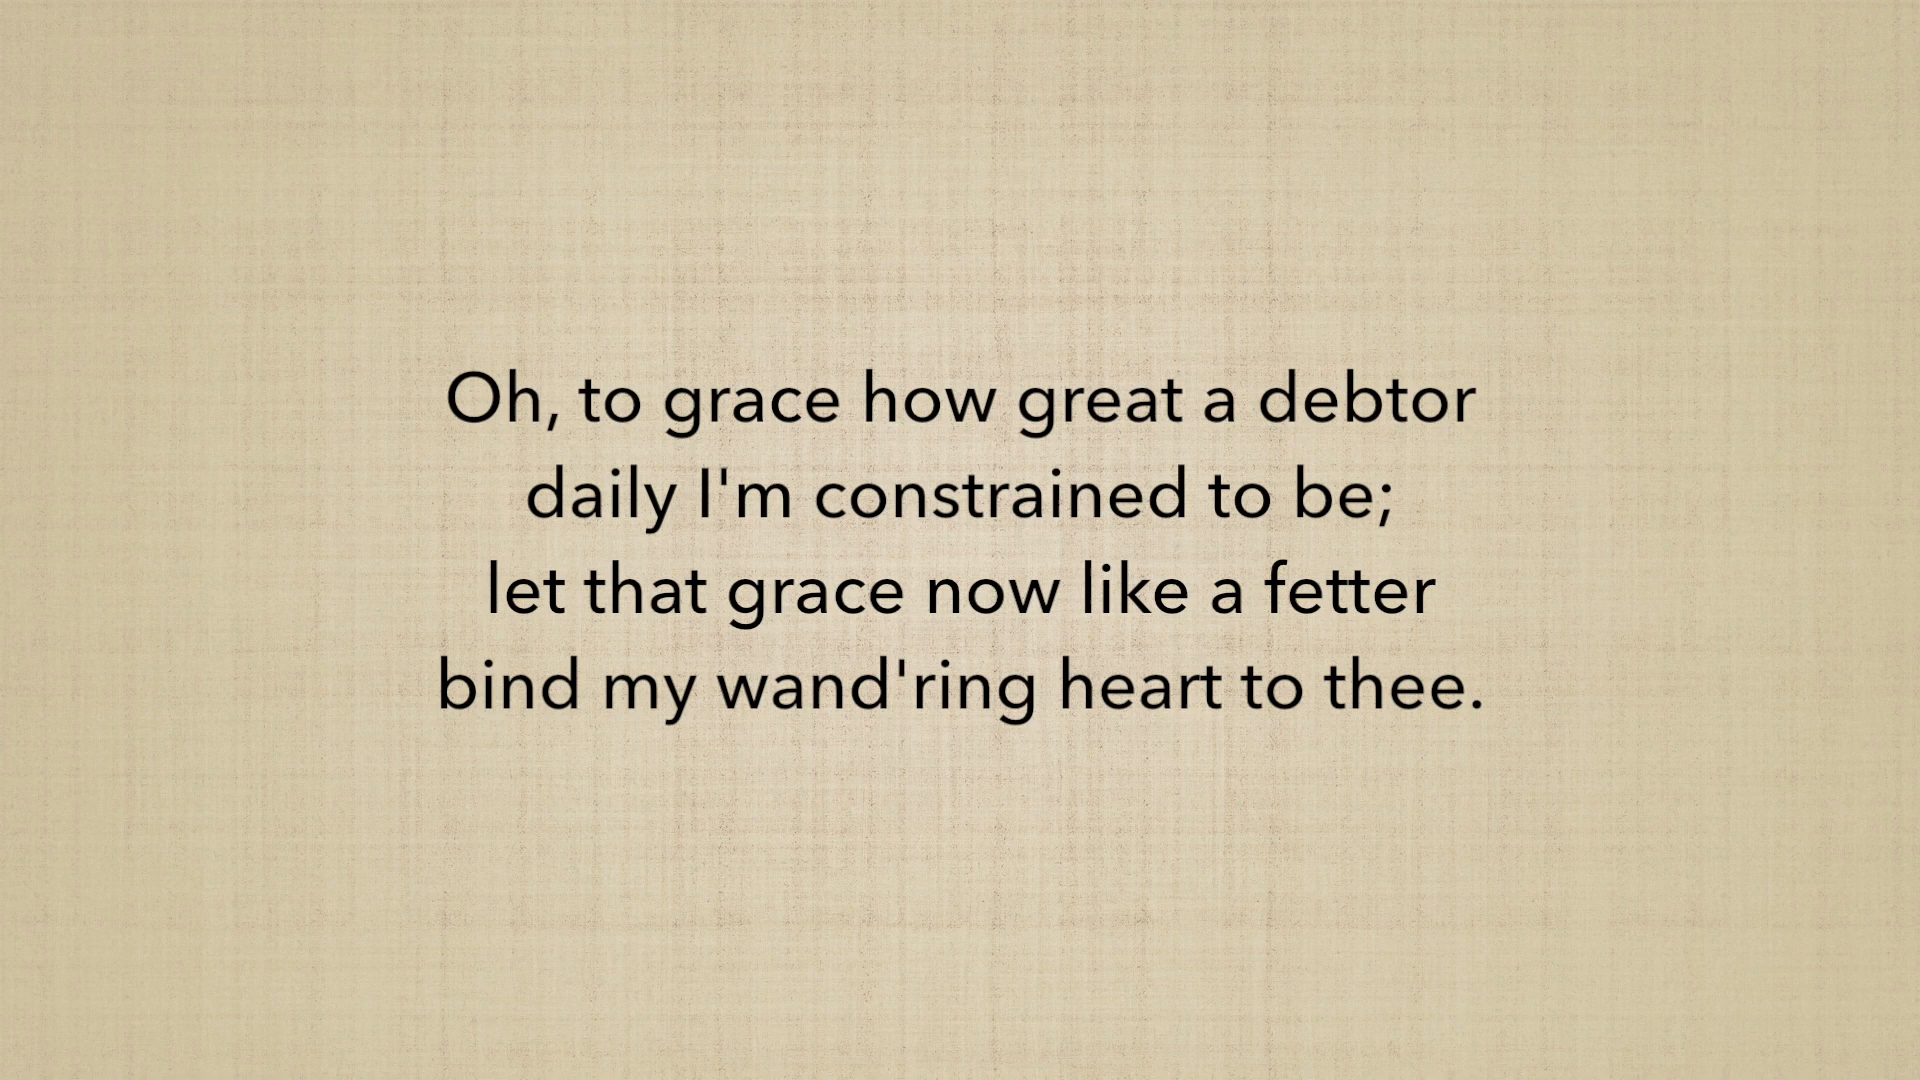 Oh, to grace how great a debtor
daily I'm constrained to be;
let that grace now like a fetter
bind my wand'ring heart to thee.